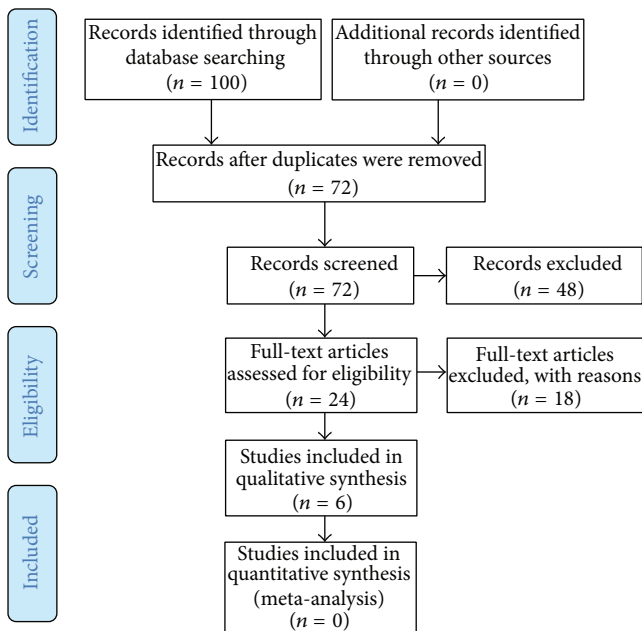 Identification
Records identified through
database searching
(n = 100)
Additional records identified
through other sources
(n = 0)
Records after duplicates were removed
(n = 72)
Screening
Records screened
(n = 72)
Records excluded
(n = 48)
Eligibility
Full-text articles
assessed for eligibility
(n = 24)
Full-text articles
excluded, with reasons
(n = 18)
Studies included in
qualitative synthesis
(n = 6)
Included
Studies included in
quantitative synthesis
(meta-analysis)
(n = 0)